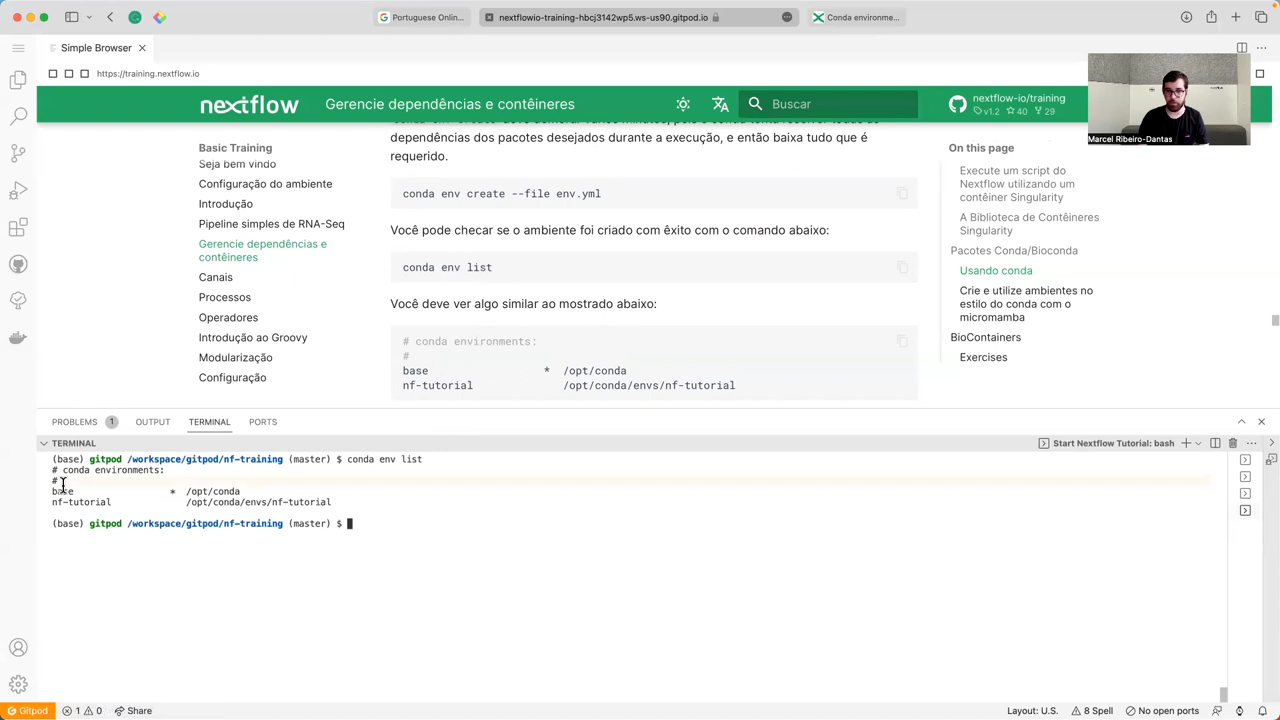 Portuguese Onlin...
nextflowio-training-hbcj3142wp5.ws-us90.gitpod.io
Conda environme...
Simple Browser
https://training.nextflow.io
nextflow
Gerencie dependências e contêineres
Buscar
nextflow-io/training
v1.2 40 29
Marcel Ribeiro-Dantas
Basic Training
Seja bem vindo
Configuração do ambiente
Introdução
Pipeline simples de RNA-Seq
Gerencie dependências e
contêineres
Canais
Processos
Operadores
Introdução ao Groovy
Modularização
Configuração
dependências dos pacotes desejados durante a execução, e então baixa tudo que é
requerido.
conda env create --file env.yml
Você pode checar se o ambiente foi criado com êxito com o comando abaixo:
conda env list
Você deve ver algo similar ao mostrado abaixo:
# conda environments:
#
base * /opt/conda
nf-tutorial /opt/conda/envs/nf-tutorial
On this page
Execute um script do
Nextflow utilizando um
contêiner Singularity
A Biblioteca de Contêineres
Singularity
Pacotes Conda/Bioconda
Usando conda
Crie e utilize ambientes no
estilo do conda com o
micromamba
BioContainers
Exercises
PROBLEMS 1 OUTPUT TERMINAL PORTS
TERMINAL
Start Nextflow Tutorial: bash
(base) gitpod /workspace/gitpod/nf-training (master) $ conda env list
# conda environments:
#
base * /opt/conda
nf-tutorial /opt/conda/envs/nf-tutorial
(base) gitpod /workspace/gitpod/nf-training (master) $
Gitpod 1 0 Share
Layout: U.S. 8 Spell No open ports